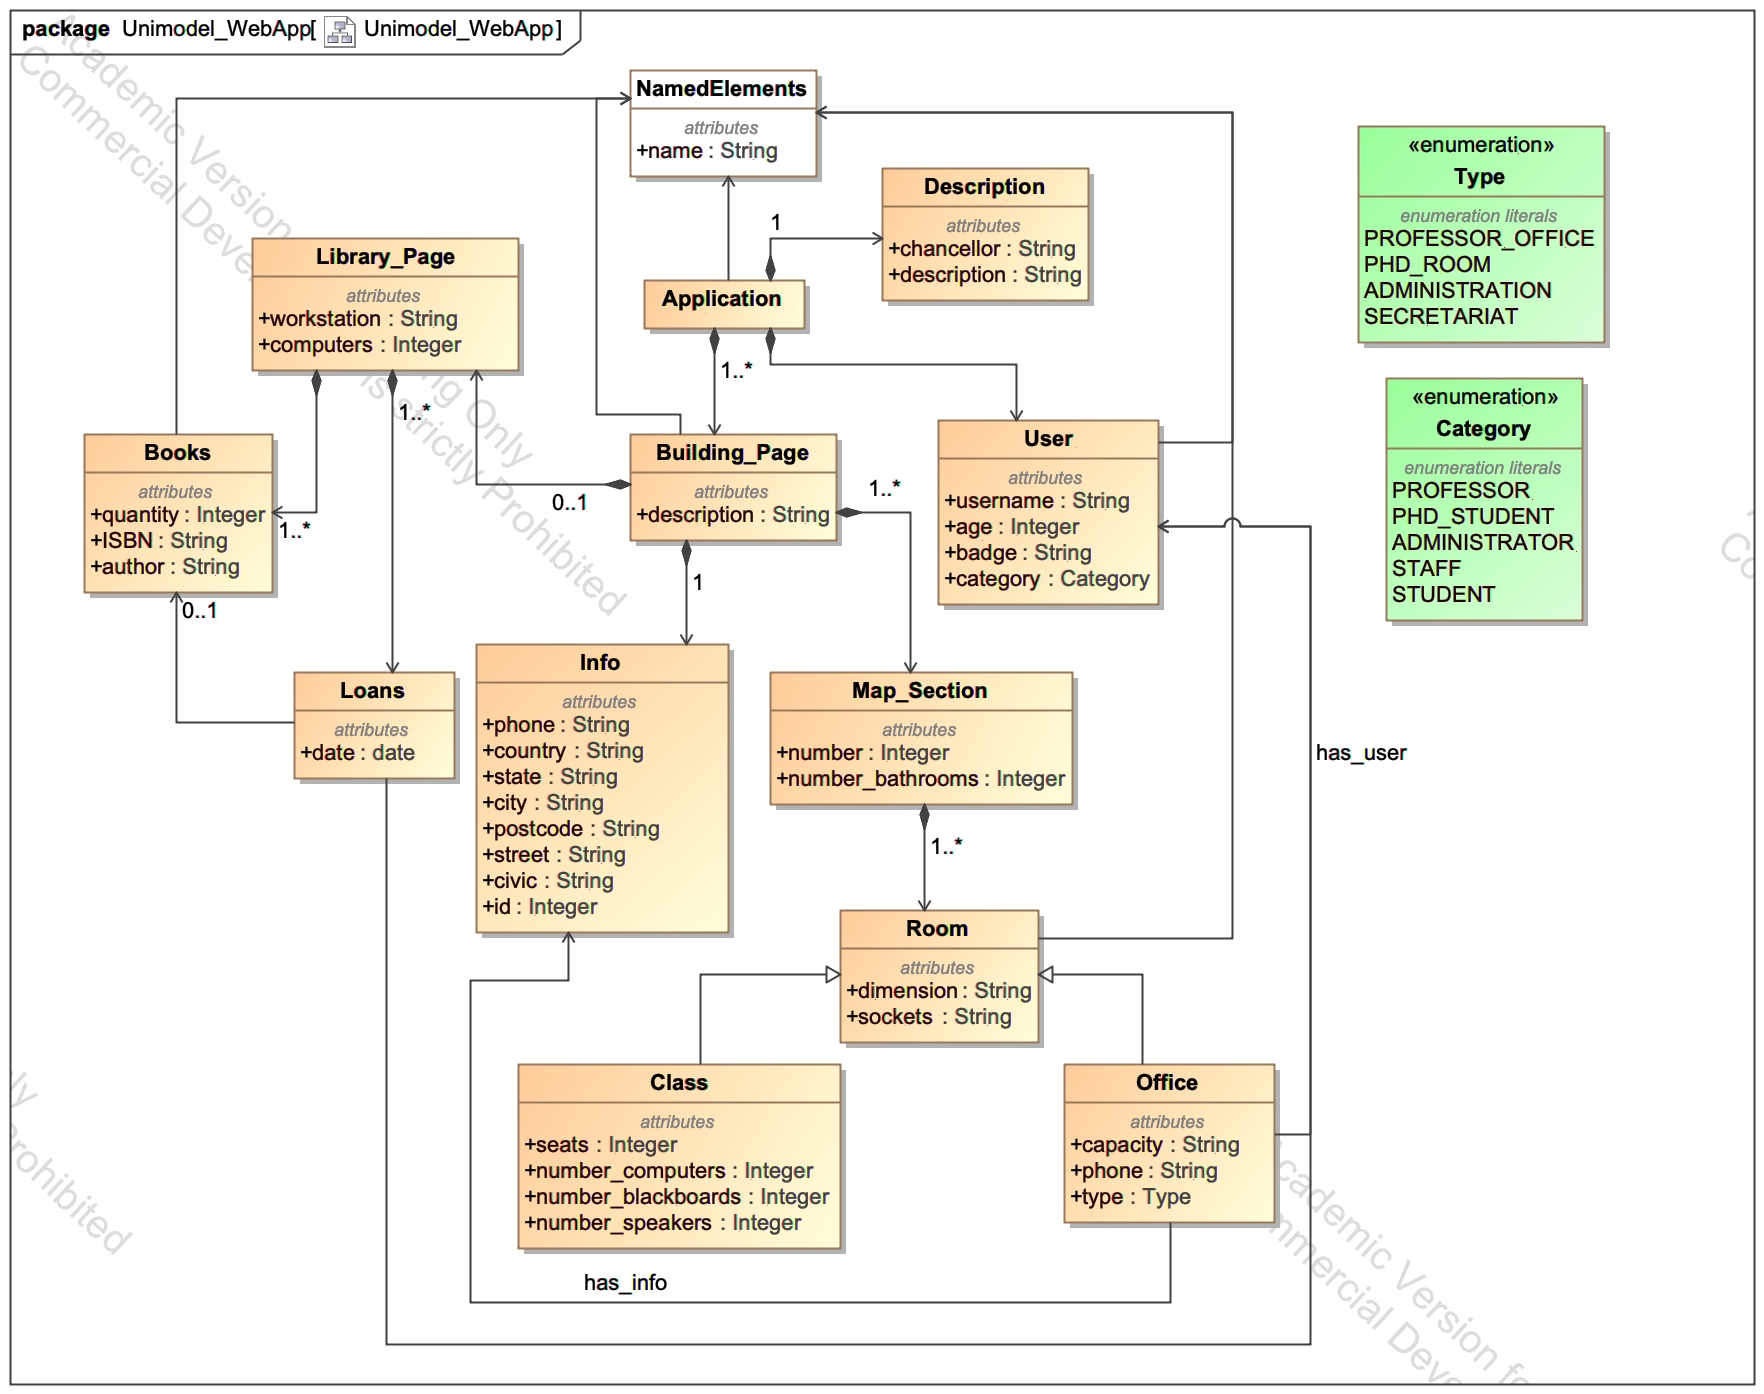 package Unimodel_WebApp[ Unimodel_WebApp]
NamedElements
attributes
+name : String
Description
attributes
+chancellor : String
+description : String
1
Application
«enumeration»
Type
enumeration literals
PROFESSOR_OFFICE
PHD_ROOM
ADMINISTRATION
SECRETARIAT
Library_Page
attributes
+workstation : String
+computers : Integer
1..*
1..*
«enumeration»
Category
enumeration literals
PROFESSOR
PHD_STUDENT
ADMINISTRATOR
STAFF
STUDENT
Books
attributes
+quantity : Integer
+ISBN : String
+author : String
1..*
0..1
Building_Page
attributes
+description : String
0..1
1..*
1
User
attributes
+username : String
+age : Integer
+badge : String
+category : Category
Loans
attributes
+date : date
Info
attributes
+phone : String
+country : String
+state : String
+city : String
+postcode : String
+street : String
+civic : String
+id : Integer
Map_Section
attributes
+number : Integer
+number_bathrooms : Integer
1..*
has_user
Room
attributes
+dimension : String
+sockets : String
Class
attributes
+seats : Integer
+number_computers : Integer
+number_blackboards : Integer
+number_speakers : Integer
Office
attributes
+capacity : String
+phone : String
+type : Type
has_info
Academic Version
Commercial Deve
ng Only
is strictly Prohibited
Prohibited
Academic Version fo
mmercial Deve